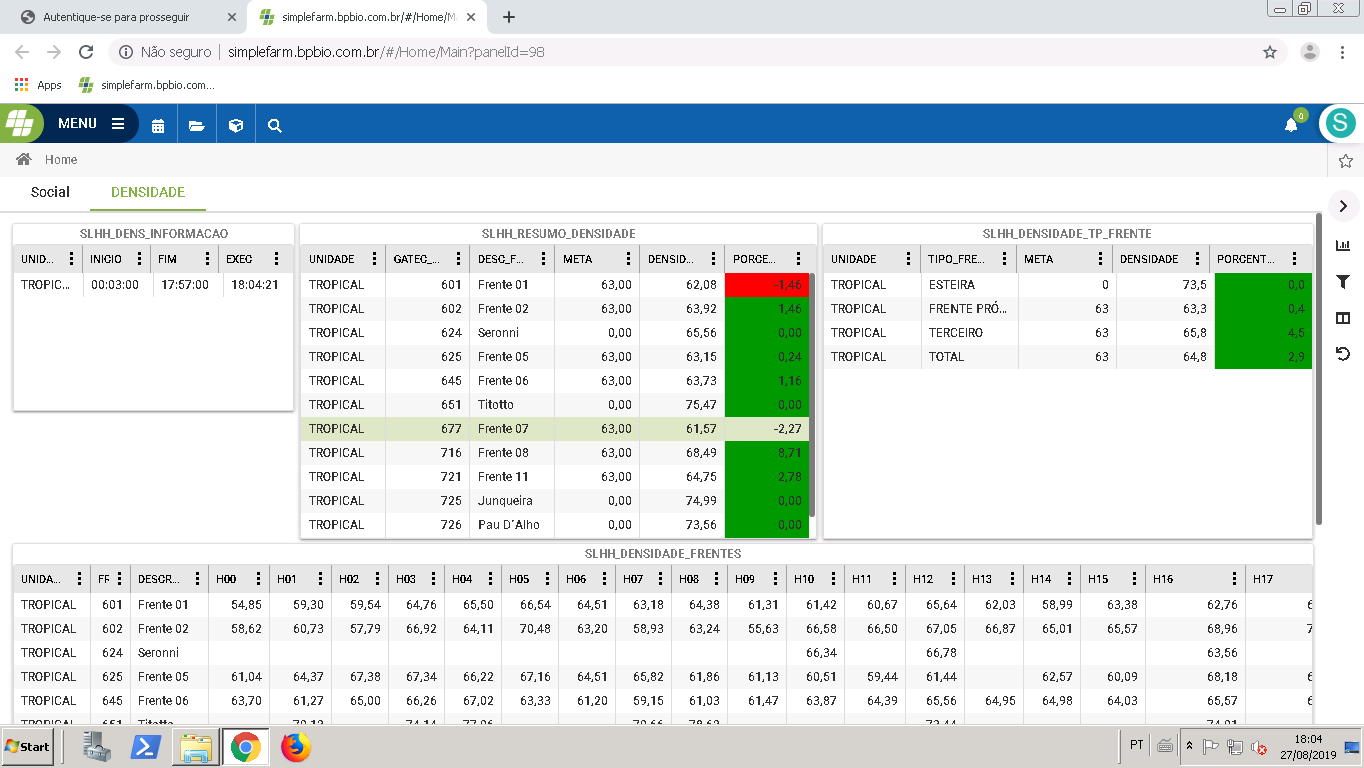 Autentique-se para prosseguir
simplefarm.bpbio.com.br/#/Home/M
Não seguro | simplefarm.bpbio.com.br/#/Home/Main?panelId=98
Apps simplefarm.bpbio.com...
MENU 0 S
Home
Social DENSIDADE
SLHH_DENS_INFORMACAO
UNID... INICIO FIM EXEC
TROPIC... 00:03:00 17:57:00 18:04:21
SLHH_RESUMO_DENSIDADE
UNIDADE GATEC_... DESC_F... META DENSID... PORCE...
TROPICAL 601 Frente 01 63,00 62,08 -1,46
TROPICAL 602 Frente 02 63,00 63,92 1,46
TROPICAL 624 Seronni 0,00 65,56 0,00
TROPICAL 625 Frente 05 63,00 63,15 0,24
TROPICAL 645 Frente 06 63,00 63,73 1,16
TROPICAL 651 Titotto 0,00 75,47 0,00
TROPICAL 677 Frente 07 63,00 61,57 -2,27
TROPICAL 716 Frente 08 63,00 68,49 8,71
TROPICAL 721 Frente 11 63,00 64,75 2,78
TROPICAL 725 Junqueira 0,00 74,99 0,00
TROPICAL 726 Pau D´Alho 0,00 73,56 0,00
SLHH_DENSIDADE_TP_FRENTE
UNIDADE TIPO_FRE... META DENSIDADE PORCENT...
TROPICAL ESTEIRA 0 73,5 0,0
TROPICAL FRENTE PRÓ... 63 63,3 0,4
TROPICAL TERCEIRO 63 65,8 4,5
TROPICAL TOTAL 63 64,8 2,9
SLHH_DENSIDADE_FRENTES
UNIDA... FF DESCR... H00 H01 H02 H03 H04 H05 H06 H07 H08 H09 H10 H11 H12 H13 H14 H15 H16 H17
TROPICAL 601 Frente 01 54,85 59,30 59,54 64,76 65,50 66,54 64,51 63,18 64,38 61,31 61,42 60,67 65,64 62,03 58,99 63,38 62,76
TROPICAL 602 Frente 02 58,62 60,73 57,79 66,92 64,11 70,48 63,20 58,93 63,24 55,63 66,58 66,50 67,05 66,87 65,01 65,57 68,96
TROPICAL 624 Seronni 66,34 66,78 63,56
TROPICAL 625 Frente 05 61,04 64,37 67,38 67,34 66,22 67,16 64,51 65,82 61,86 61,13 60,51 59,44 61,44 62,57 60,09 68,18
TROPICAL 645 Frente 06 63,70 61,27 65,00 66,26 67,02 63,33 61,20 59,15 61,03 61,47 63,87 64,39 65,56 64,95 64,98 64,03 65,57
Start PT 18:04
27/08/2019